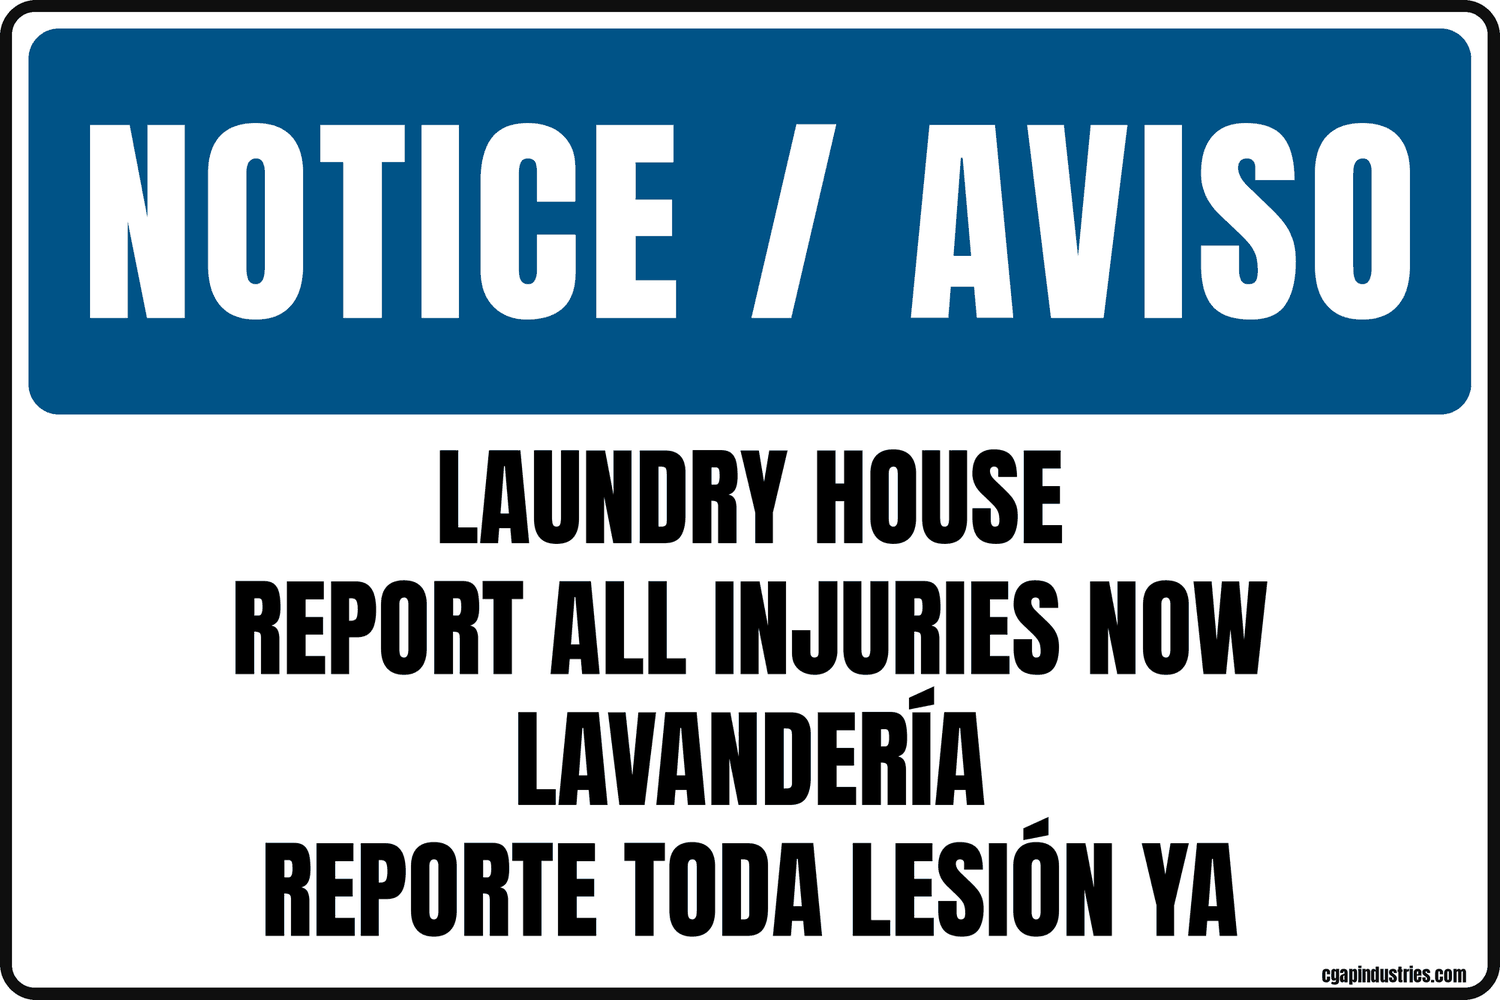 NOTICE / AVISO
LAUNDRY HOUSE
REPORT ALL INJURIES NOW
LAVANDERÍA
REPORTE TODA LESIÓN YA
cgapindustries.com